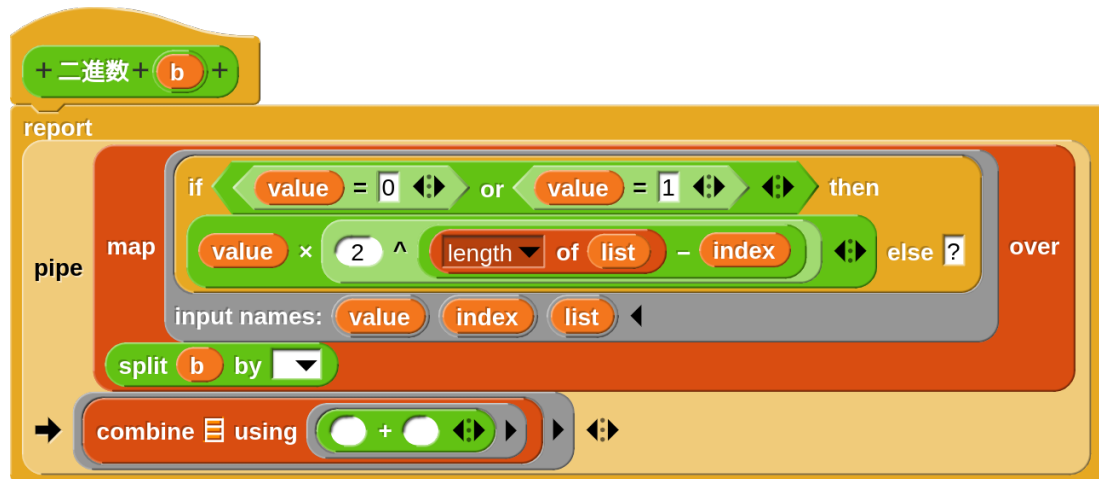 + 二進数 + b +
report
if value = 0 or value = 1 then
map value × 2 ^ length of list – index else ? over
pipe
input names: value index list
split b by
combine using +